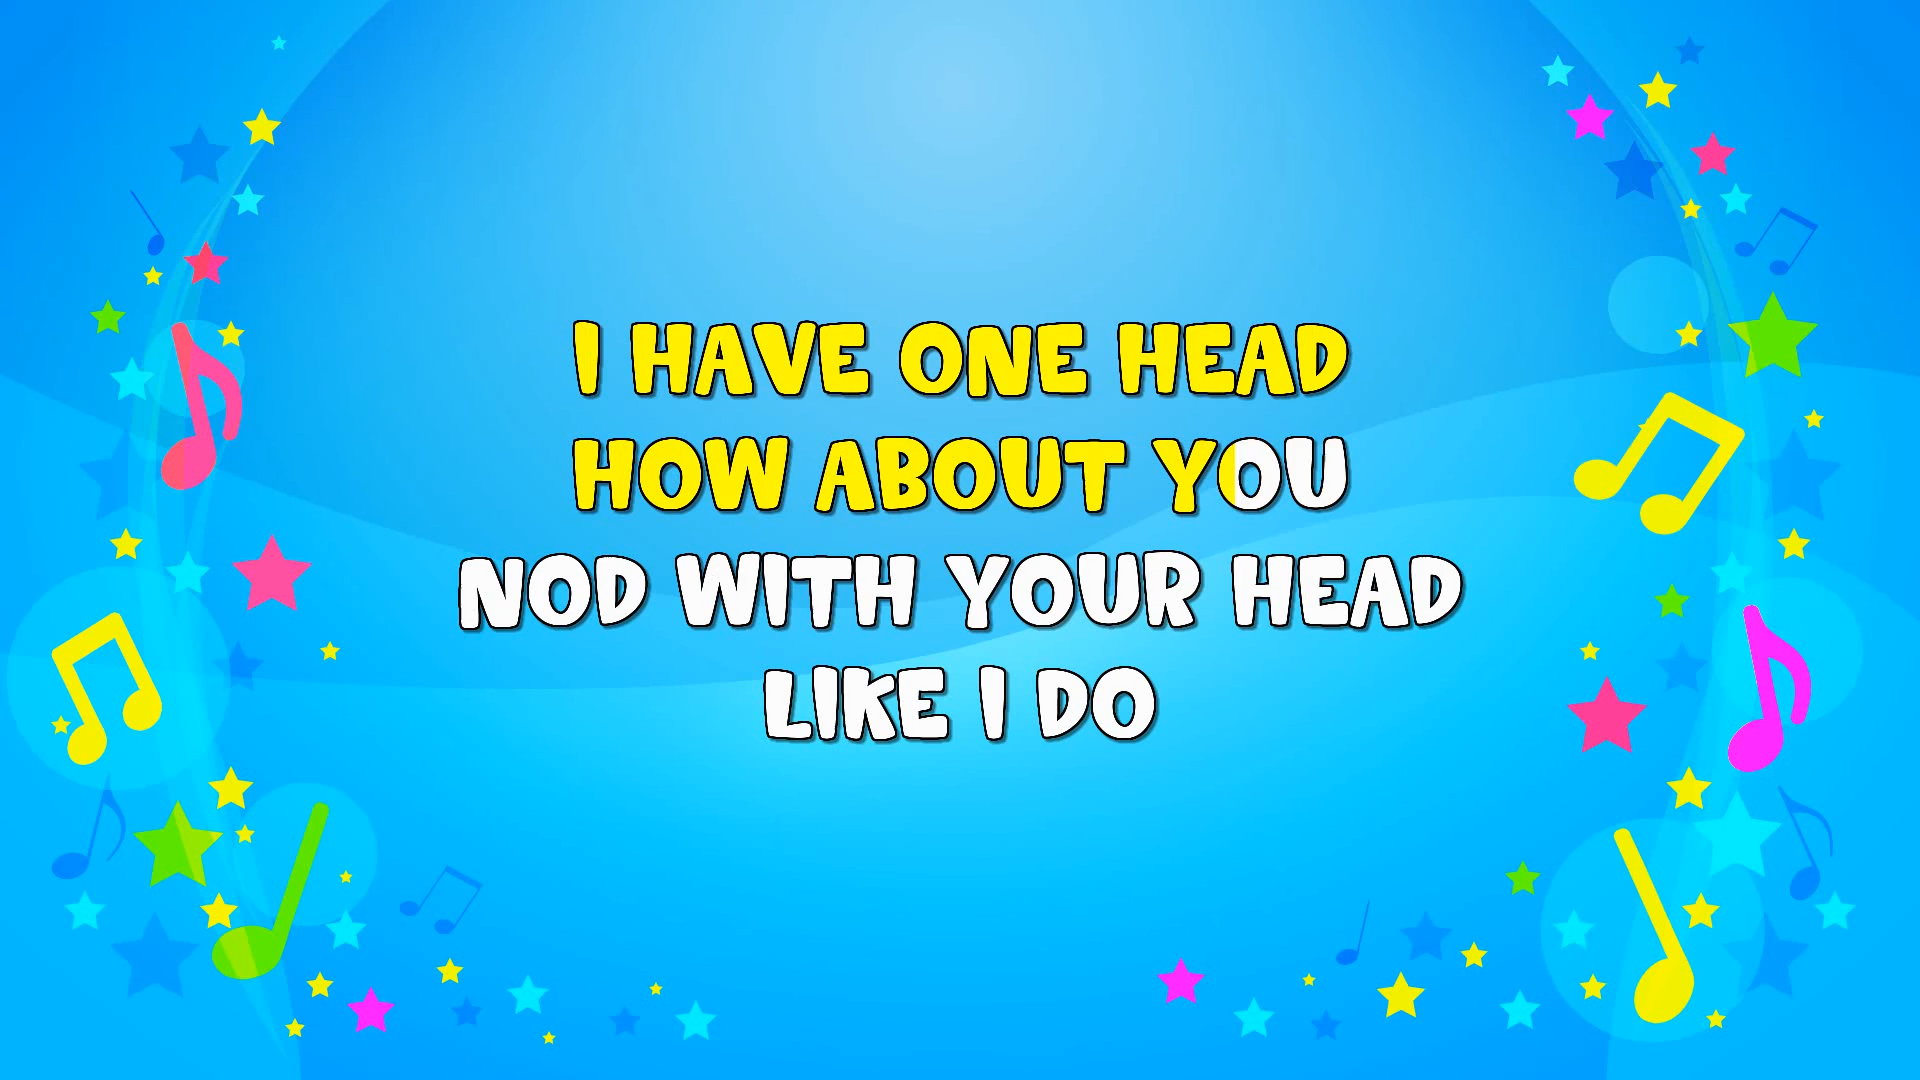 I HAVE ONE HEAD
HOW ABOUT YOU
NOD WITH YOUR HEAD
LIKE I DO